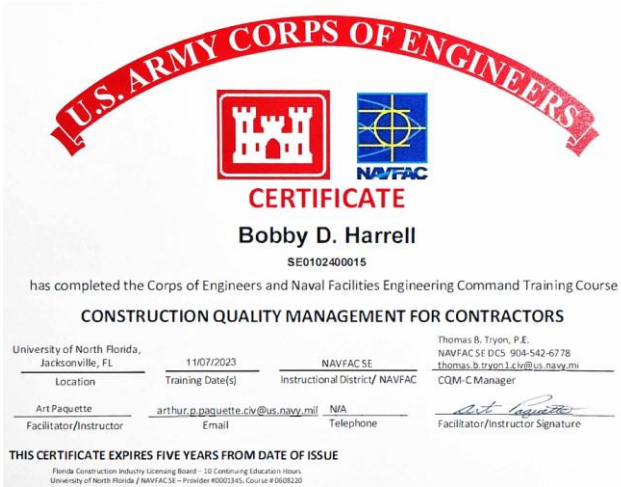 U.S. ARMY CORPS OF ENGINEERS
NAVFAC
CERTIFICATE
Bobby D. Harrell
SE0102400015
has completed the Corps of Engineers and Naval Facilities Engineering Command Training Course
CONSTRUCTION QUALITY MANAGEMENT FOR CONTRACTORS
University of North Florida,
Jacksonville, FL
Location
11/07/2023
Training Date(s)
NAVFAC SE
Instructional District/ NAVFAC
Thomas B. Tryon, P.E.
NAVFAC SE DC5 904-542-6778
thomas.b.tryon1.civ@us.navy.mi
CQM-C Manager
Art Paquette
Facilitator/Instructor
arthur.p.paquette.civ@us.navy.mil
Email
N/A
Telephone
Art Paquette
Facilitator/Instructor Signature
THIS CERTIFICATE EXPIRES FIVE YEARS FROM DATE OF ISSUE
Florida Construction Industry Licensing Board – 10 Continuing Education Hours
University of North Florida / NAVFAC SE – Provider #0001345, Course # 0608220